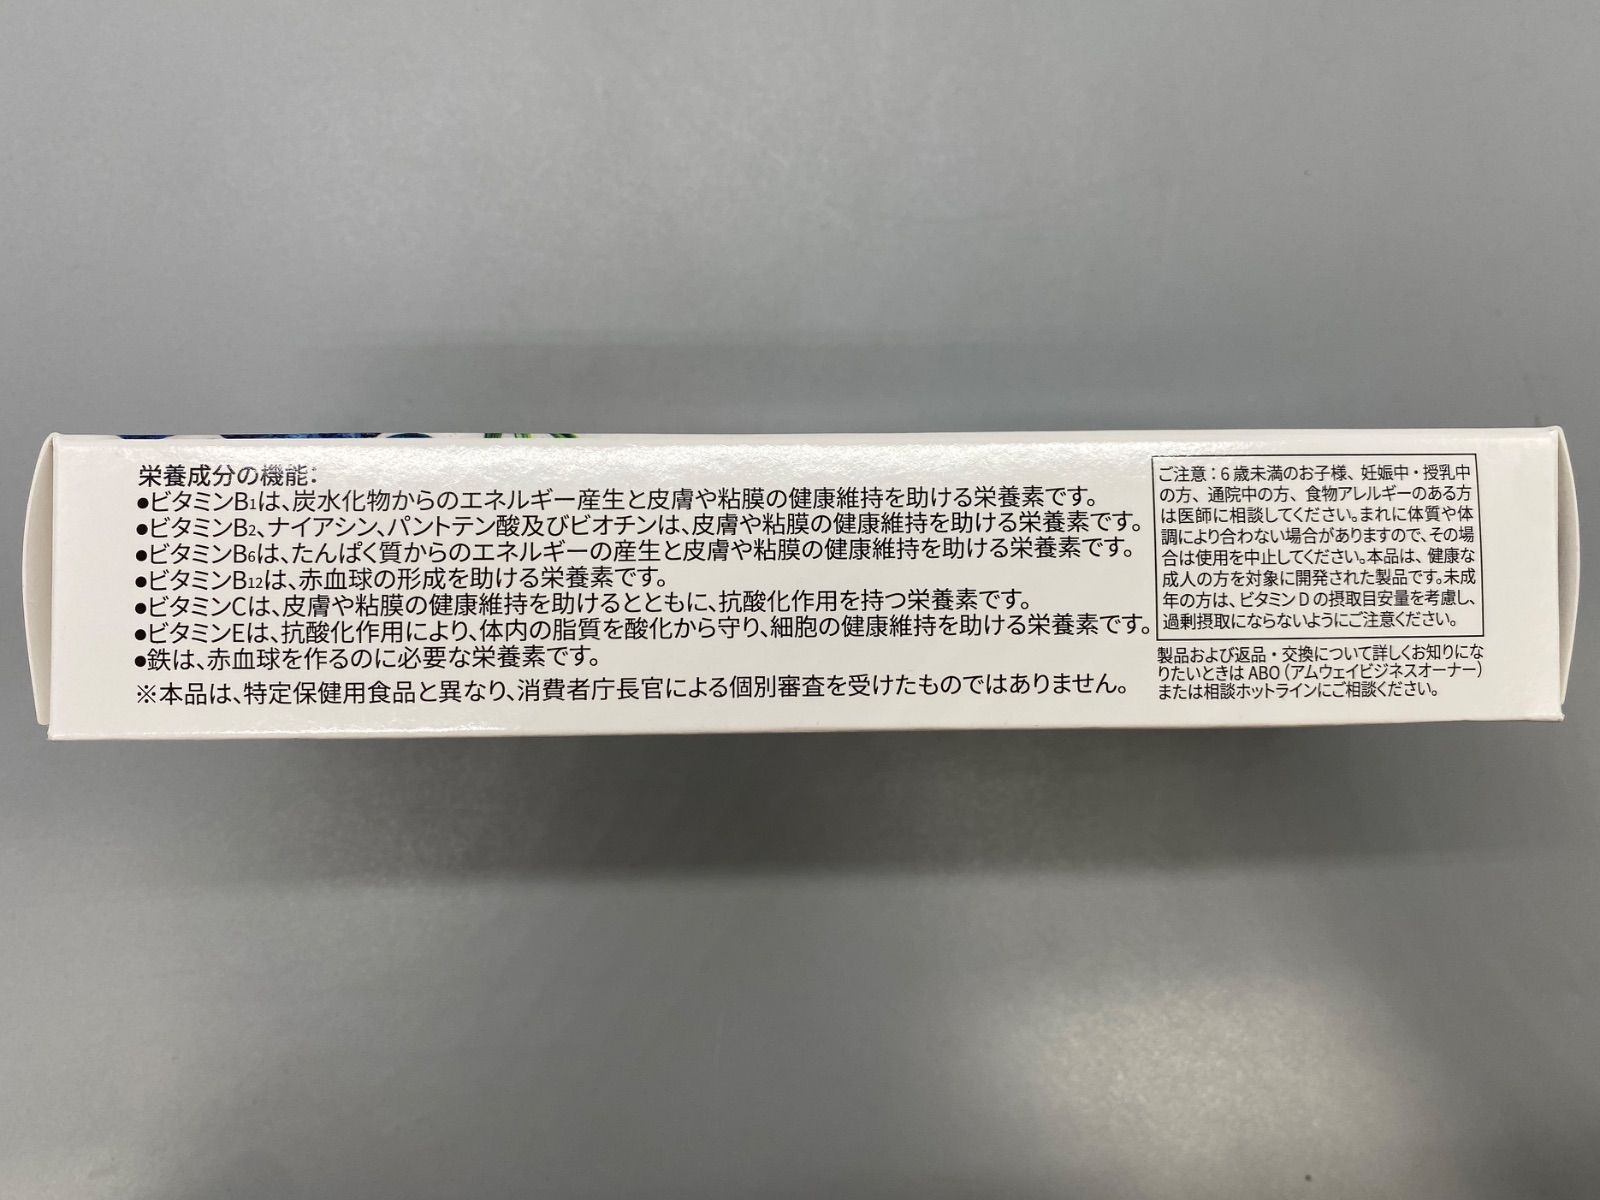 栄養成分の機能：
●ビタミンB1は、炭水化物からのエネルギー産生と皮膚や粘膜の健康維持を助ける栄養素です。
●ビタミンB2、ナイアシン、パントテン酸及びビオチンは、皮膚や粘膜の健康維持を助ける栄養素です。
●ビタミンB6は、たんぱく質からのエネルギーの産生と皮膚や粘膜の健康維持を助ける栄養素です。
●ビタミンB12は、赤血球の形成を助ける栄養素です。
●ビタミンCは、皮膚や粘膜の健康維持を助けるとともに、抗酸化作用を持つ栄養素です。
●ビタミンEは、抗酸化作用により、体内の脂質を酸化から守り、細胞の健康維持を助ける栄養素です。
●鉄は、赤血球を作るのに必要な栄養素です。
※本品は、特定保健用食品と異なり、消費者庁長官による個別審査を受けたものではありません。
ご注意：6歳未満のお子様、妊娠中・授乳中
の方、通院中の方、食物アレルギーのある方
は医師に相談してください。まれに体質や体
調により合わない場合がありますので、その場
合は使用を中止してください。本品は、健康な
成人の方を対象に開発された製品です。未成
年の方は、ビタミンDの摂取目安量を考慮し、
過剰摂取にならないようにご注意ください。
製品および返品・交換について詳しくお知りにな
りたいときは ABO（アムウェイビジネスオーナー）
または相談ホットラインにご相談ください。